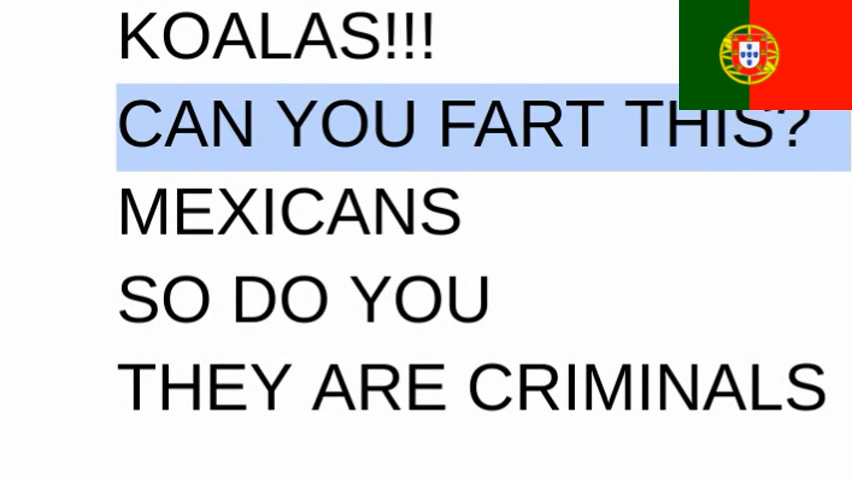 KOALAS!!!
CAN YOU FART THIS?
MEXICANS
SO DO YOU
THEY ARE CRIMINALS